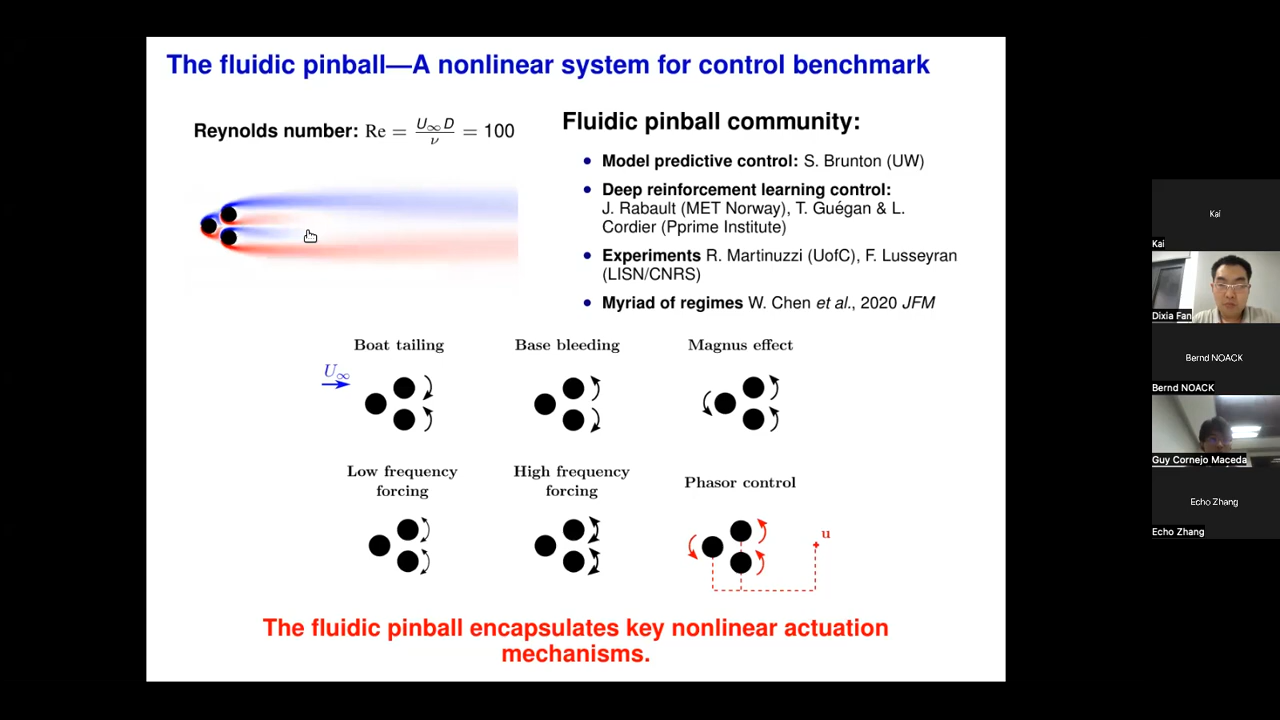 The fluidic pinball—A nonlinear system for control benchmark
Reynolds number: Re = U∞D/ν = 100
Fluidic pinball community:
• Model predictive control: S. Brunton (UW)
• Deep reinforcement learning control:
J. Rabault (MET Norway), T. Guégan & L.
Cordier (Pprime Institute)
• Experiments R. Martinuzzi (UofC), F. Lusseyran
(LISN/CNRS)
• Myriad of regimes W. Chen et al., 2020 JFM
Boat tailing
Base bleeding
Magnus effect
U∞
Low frequency
forcing
High frequency
forcing
Phasor control
u
The fluidic pinball encapsulates key nonlinear actuation
mechanisms.
Kai
Kai
Dixia Fan
Bernd NOACK
Bernd NOACK
Guy Cornejo Maceda
Echo Zhang
Echo Zhang